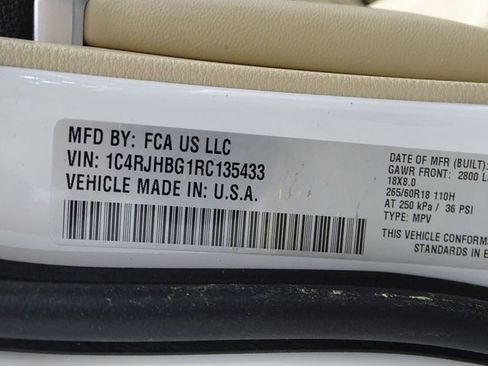 MFD BY: FCA US LLC
VIN: 1C4RJHBG1RC135433
VEHICLE MADE IN: U.S.A.
DATE OF MFR (BUILT):
GAWR FRONT: 2800 L
18X8.0
265/60R18 110H
AT 250 kPa / 36 PSI
TYPE: MPV
THIS VEHICLE CONFORM
STANDARDS IN E